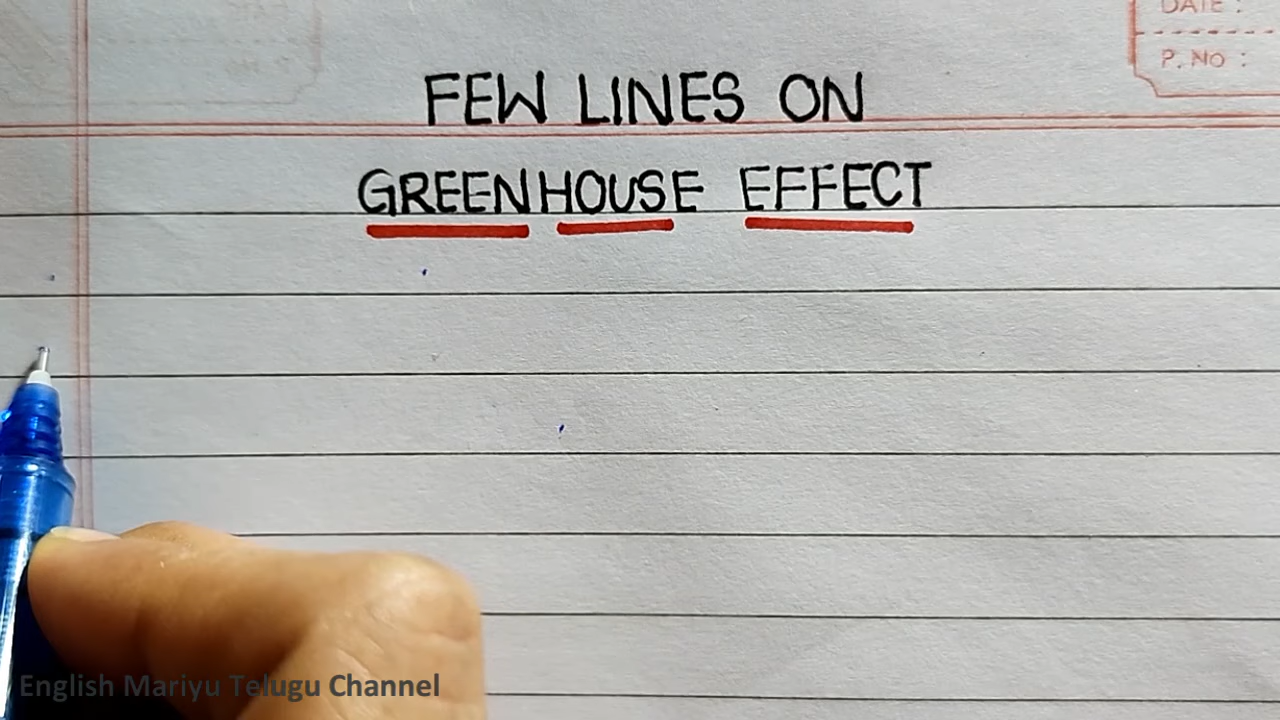 DATE :
P. NO :
FEW LINES ON
GREENHOUSE EFFECT
English Mariyu Telugu Channel